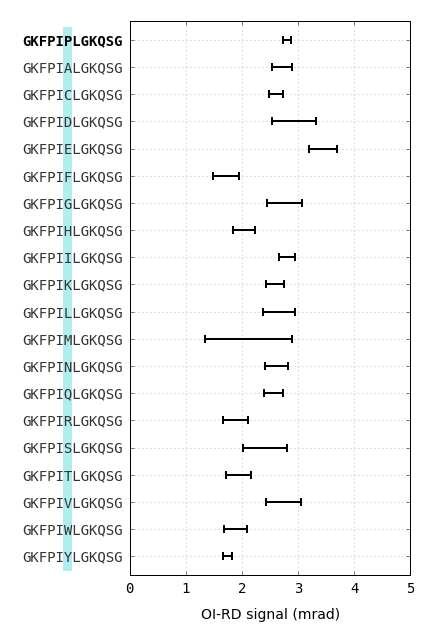 GKFPIPLGKQSG
GKFPIALGKQSG
GKFPICLGKQSG
GKFPIDLGKQSG
GKFPIELGKQSG
GKFPIFLGKQSG
GKFPIGLGKQSG
GKFPIHLGKQSG
GKFPIILGKQSG
GKFPIKLGKQSG
GKFPILLGKQSG
GKFPIMLGKQSG
GKFPINLGKQSG
GKFPIQLGKQSG
GKFPIRLGKQSG
GKFPISLGKQSG
GKFPITLGKQSG
GKFPIVLGKQSG
GKFPIWLGKQSG
GKFPIYLGKQSG
0 1 2 3 4 5
OI-RD signal (mrad)